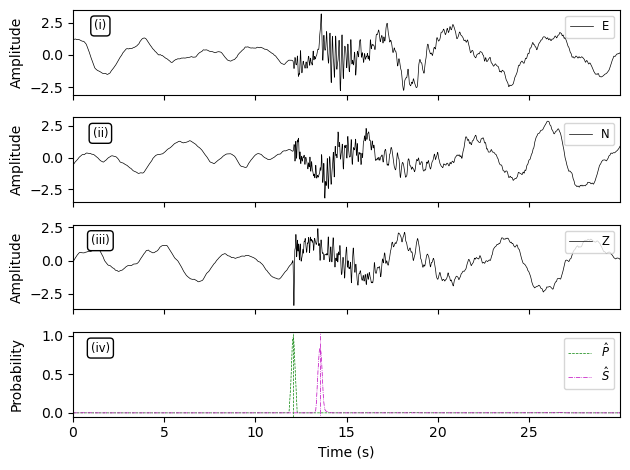 2.5
0.0
−2.5
Amplitude
(i)
E
2.5
0.0
−2.5
Amplitude
(ii)
N
2.5
0.0
−2.5
Amplitude
(iii)
Z
1.0
0.5
0.0
Probability
(iv)
P̂
Ŝ
0 5 10 15 20 25
Time (s)